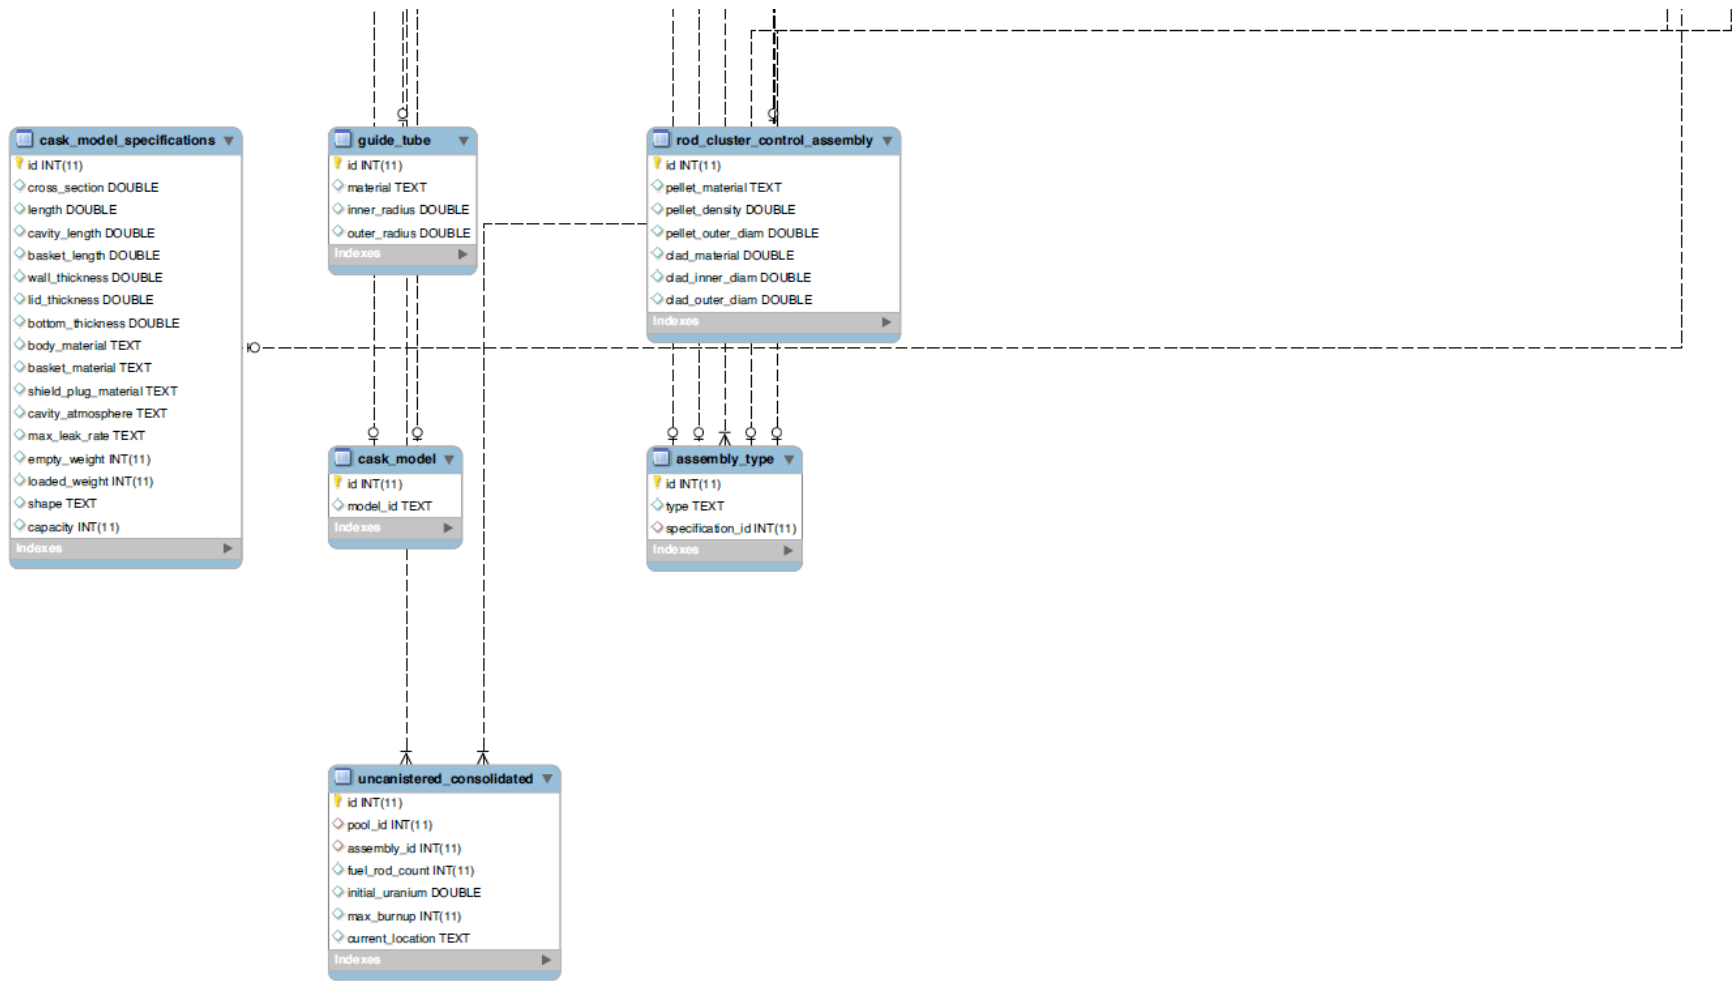 cask_model_specifications
id INT(11)
cross_section DOUBLE
length DOUBLE
cavity_length DOUBLE
basket_length DOUBLE
wall_thickness DOUBLE
lid_thickness DOUBLE
bottom_thickness DOUBLE
body_material TEXT
basket_material TEXT
shield_plug_material TEXT
cavity_atmosphere TEXT
max_leak_rate TEXT
empty_weight INT(11)
loaded_weight INT(11)
shape TEXT
capacity INT(11)
Indexes
guide_tube
id INT(11)
material TEXT
inner_radius DOUBLE
outer_radius DOUBLE
Indexes
rod_cluster_control_assembly
id INT(11)
pellet_material TEXT
pellet_density DOUBLE
pellet_outer_diam DOUBLE
clad_material DOUBLE
clad_inner_diam DOUBLE
clad_outer_diam DOUBLE
Indexes
cask_model
id INT(11)
model_id TEXT
Indexes
assembly_type
id INT(11)
type TEXT
specification_id INT(11)
Indexes
uncanistered_consolidated
id INT(11)
pool_id INT(11)
assembly_id INT(11)
fuel_rod_count INT(11)
initial_uranium DOUBLE
max_burnup INT(11)
current_location TEXT
Indexes